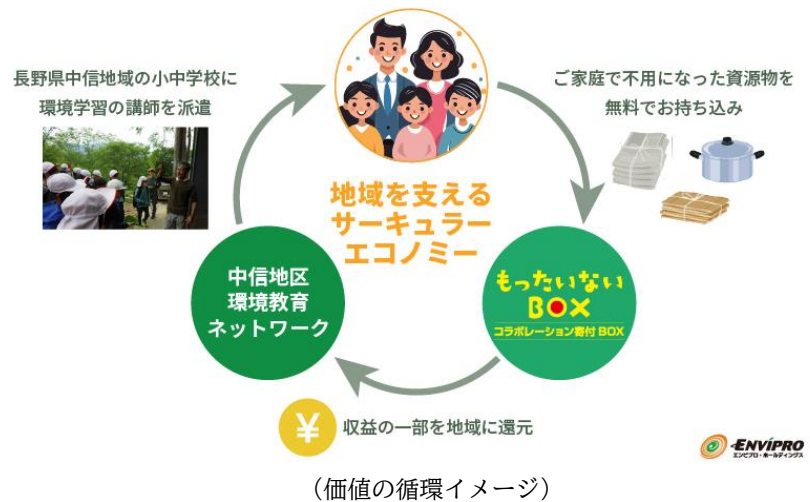 長野県中信地域の小中学校に
環境学習の講師を派遣
ご家庭で不用になった資源物を
無料でお持ち込み
地域を支える
サーキュラー
エコノミー
中信地区
環境教育
ネットワーク
もったいない
BOX
コラボレーション寄付BOX
¥
収益の一部を地域に還元
ENVIPRO
エンビプロ・ホールディングス
（価値の循環イメージ）